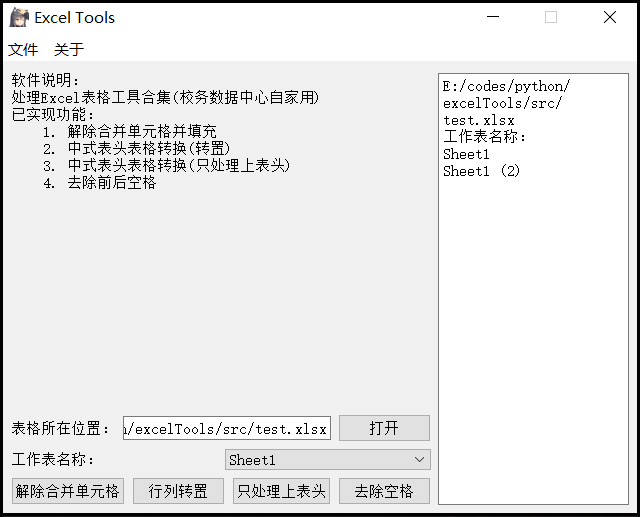 Excel Tools
文件 关于
软件说明：
处理Excel表格工具合集(校务数据中心自家用)
已实现功能：
1. 解除合并单元格并填充
2. 中式表头表格转换(转置)
3. 中式表头表格转换(只处理上表头)
4. 去除前后空格
E:/codes/python/
excelTools/src/
test.xlsx
工作表名称：
Sheet1
Sheet1 (2)
表格所在位置： /excelTools/src/test.xlsx 打开
工作表名称： Sheet1
解除合并单元格 行列转置 只处理上表头 去除空格